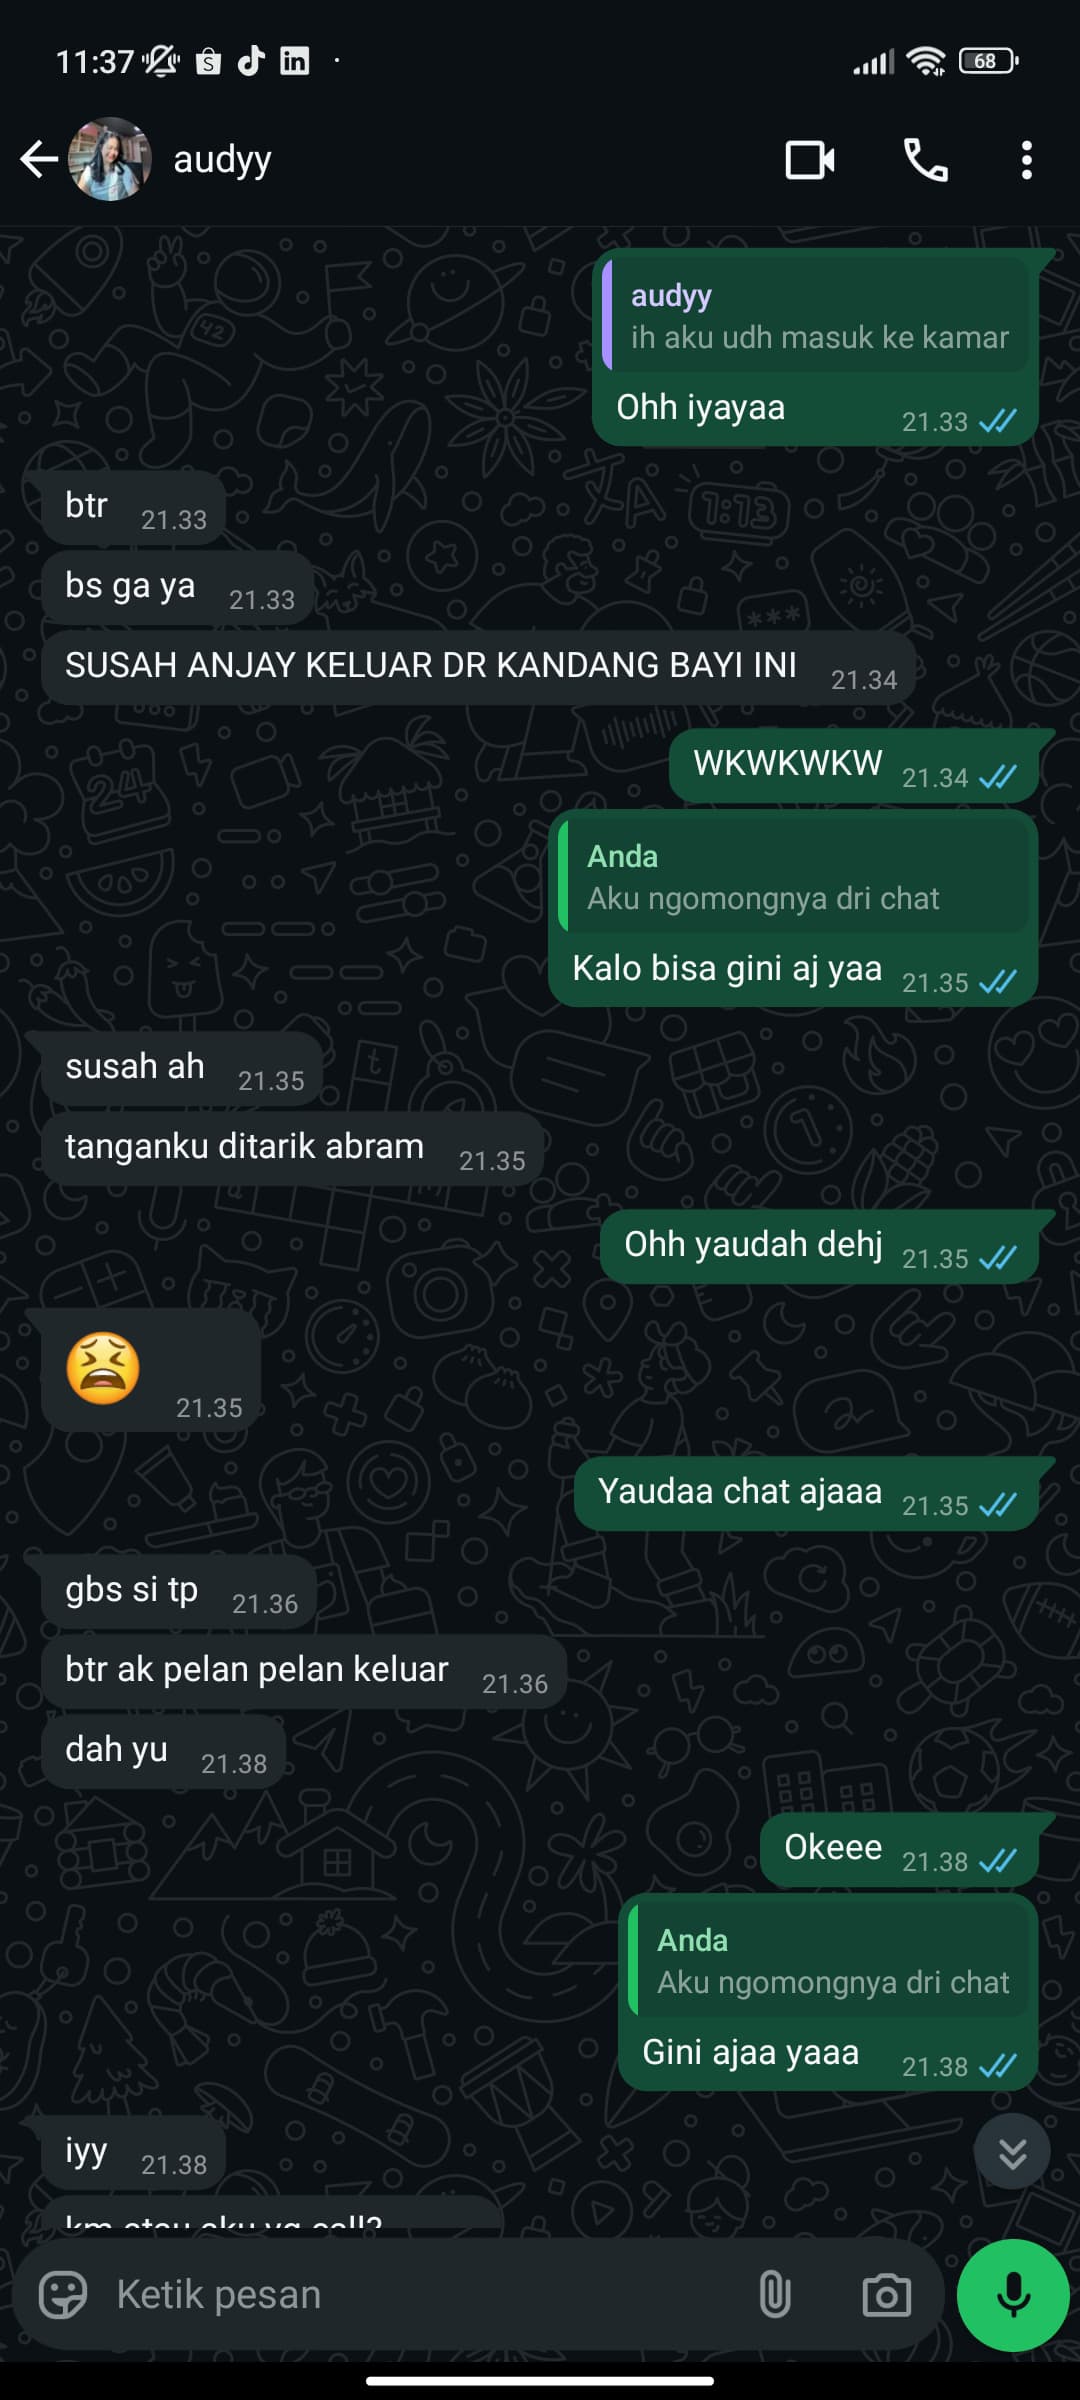 11:37
68
audyy
audyy
ih aku udh masuk ke kamar
Ohh iyayaa
21.33
btr
21.33
bs ga ya
21.33
SUSAH ANJAY KELUAR DR KANDANG BAYI INI
21.34
WKWKWKW
21.34
Anda
Aku ngomongnya dri chat
Kalo bisa gini aj yaa
21.35
susah ah
21.35
tanganku ditarik abram
21.35
Ohh yaudah dehj
21.35
😫
21.35
Yaudaa chat ajaaa
21.35
gbs si tp
21.36
btr ak pelan pelan keluar
21.36
dah yu
21.38
Okeee
21.38
Anda
Aku ngomongnya dri chat
Gini ajaa yaaa
21.38
iyy
21.38
km atau aku yg call?
Ketik pesan